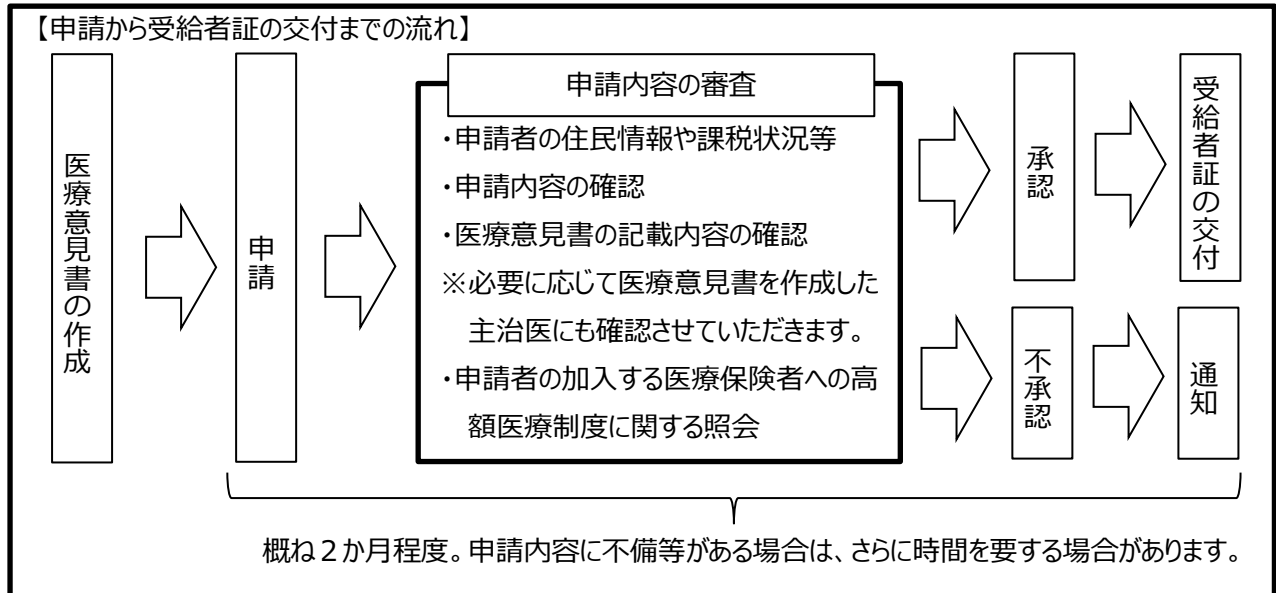 【申請から受給者証の交付までの流れ】
医療意見書の作成
申請
申請内容の審査
・申請者の住民情報や課税状況等
・申請内容の確認
・医療意見書の記載内容の確認
※必要に応じて医療意見書を作成した
主治医にも確認させていただきます。
・申請者の加入する医療保険者への高
額医療制度に関する照会
承認
受給者証の交付
不承認
通知
概ね２か月程度。申請内容に不備等がある場合は、さらに時間を要する場合があります。